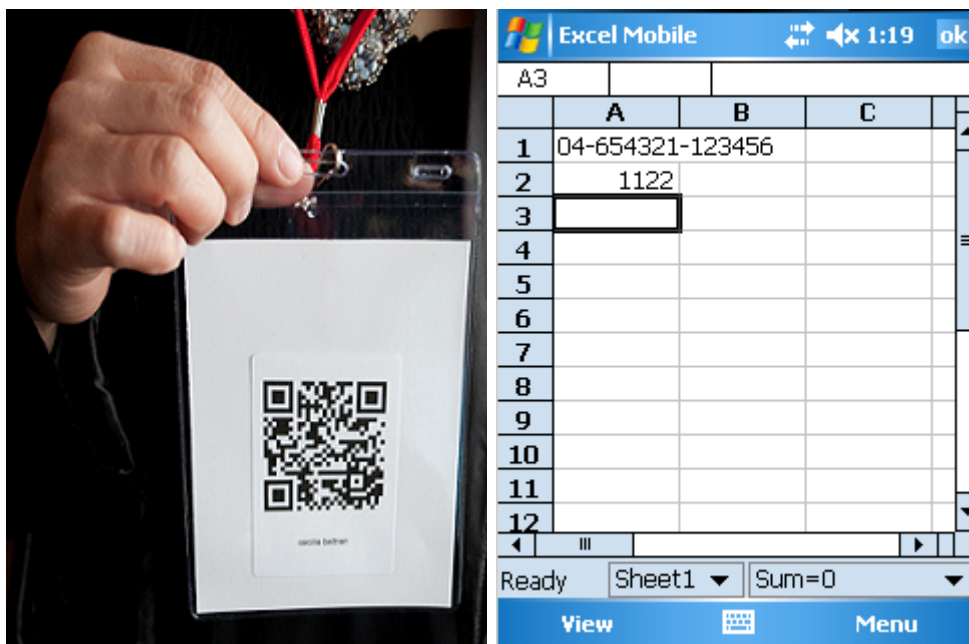 cecilia beltran
Excel Mobile 1:19 ok
A3
A B C
1 04-654321-123456
2 1122
3
4
5
6
7
8
9
10
11
12
Ready Sheet1 Sum=0
View Menu